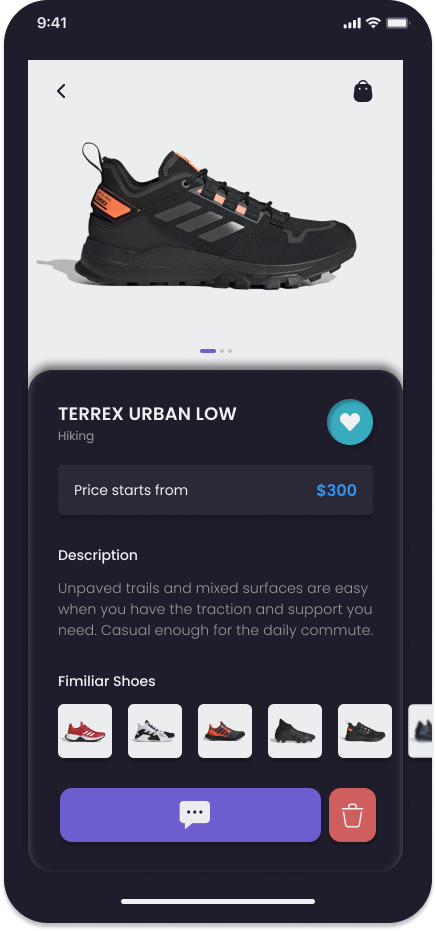 9:41
TERREX URBAN LOW
Hiking
Price starts from $300
Description
Unpaved trails and mixed surfaces are easy
when you have the traction and support you
need. Casual enough for the daily commute.
Fimiliar Shoes